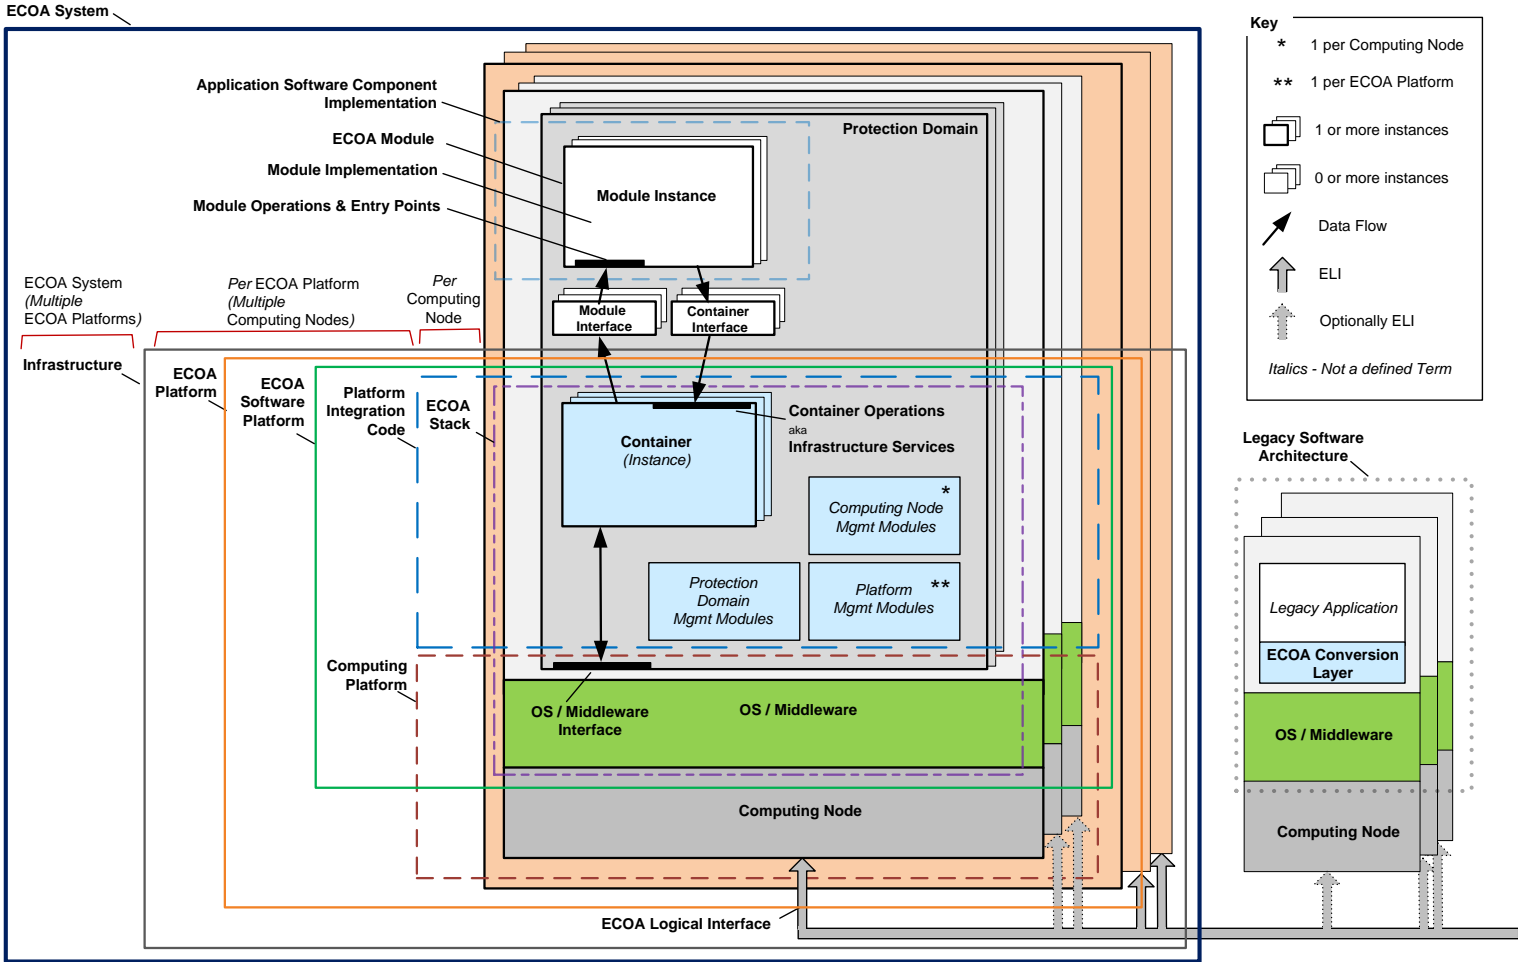 ECOA System
Key
* 1 per Computing Node
** 1 per ECOA Platform
1 or more instances
0 or more instances
Data Flow
ELI
Optionally ELI
Italics - Not a defined Term
Application Software Component
Implementation
ECOA Module
Module Implementation
Module Operations & Entry Points
Protection Domain
Module Instance
ECOA System
(Multiple
ECOA Platforms)
Per ECOA Platform
(Multiple
Computing Nodes)
Per
Computing
Node
Module
Interface
Container
Interface
Infrastructure
ECOA
Platform
ECOA
Software
Platform
Platform
Integration
Code
ECOA
Stack
Container
(Instance)
Container Operations
aka
Infrastructure Services
*
Computing Node
Mgmt Modules
Protection
Domain
Mgmt Modules
**
Platform
Mgmt Modules
Computing
Platform
OS / Middleware
Interface
OS / Middleware
Computing Node
ECOA Logical Interface
Legacy Software
Architecture
Legacy Application
ECOA Conversion
Layer
OS / Middleware
Computing Node